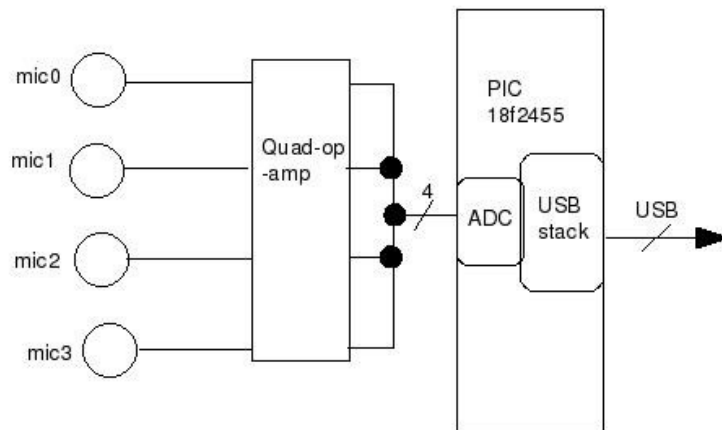 mic0
mic1
mic2
mic3
Quad-op
-amp
4
PIC
18f2455
ADC
USB
stack
USB